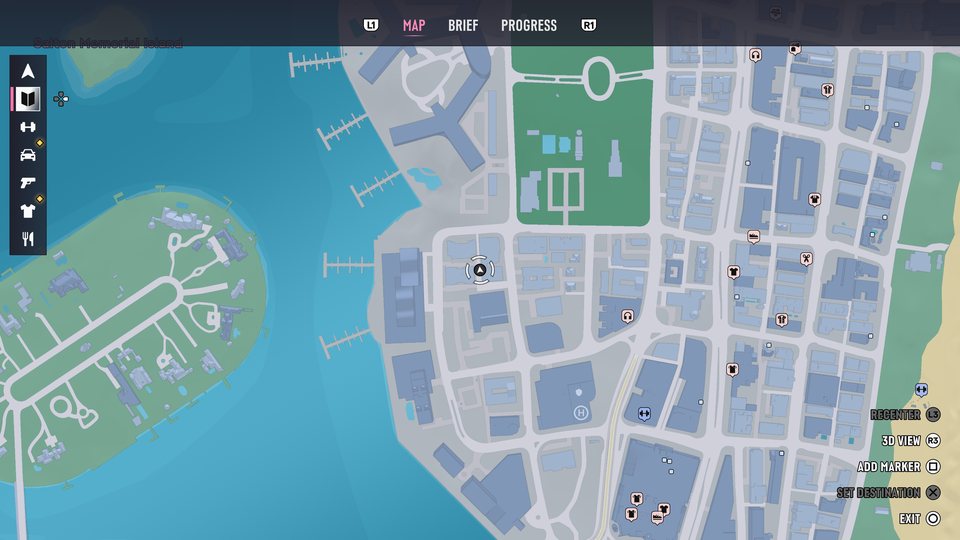 L1 MAP BRIEF PROGRESS R1
Salton Memorial Island
H
RECENTER L3
3D VIEW R3
ADD MARKER
SET DESTINATION
EXIT